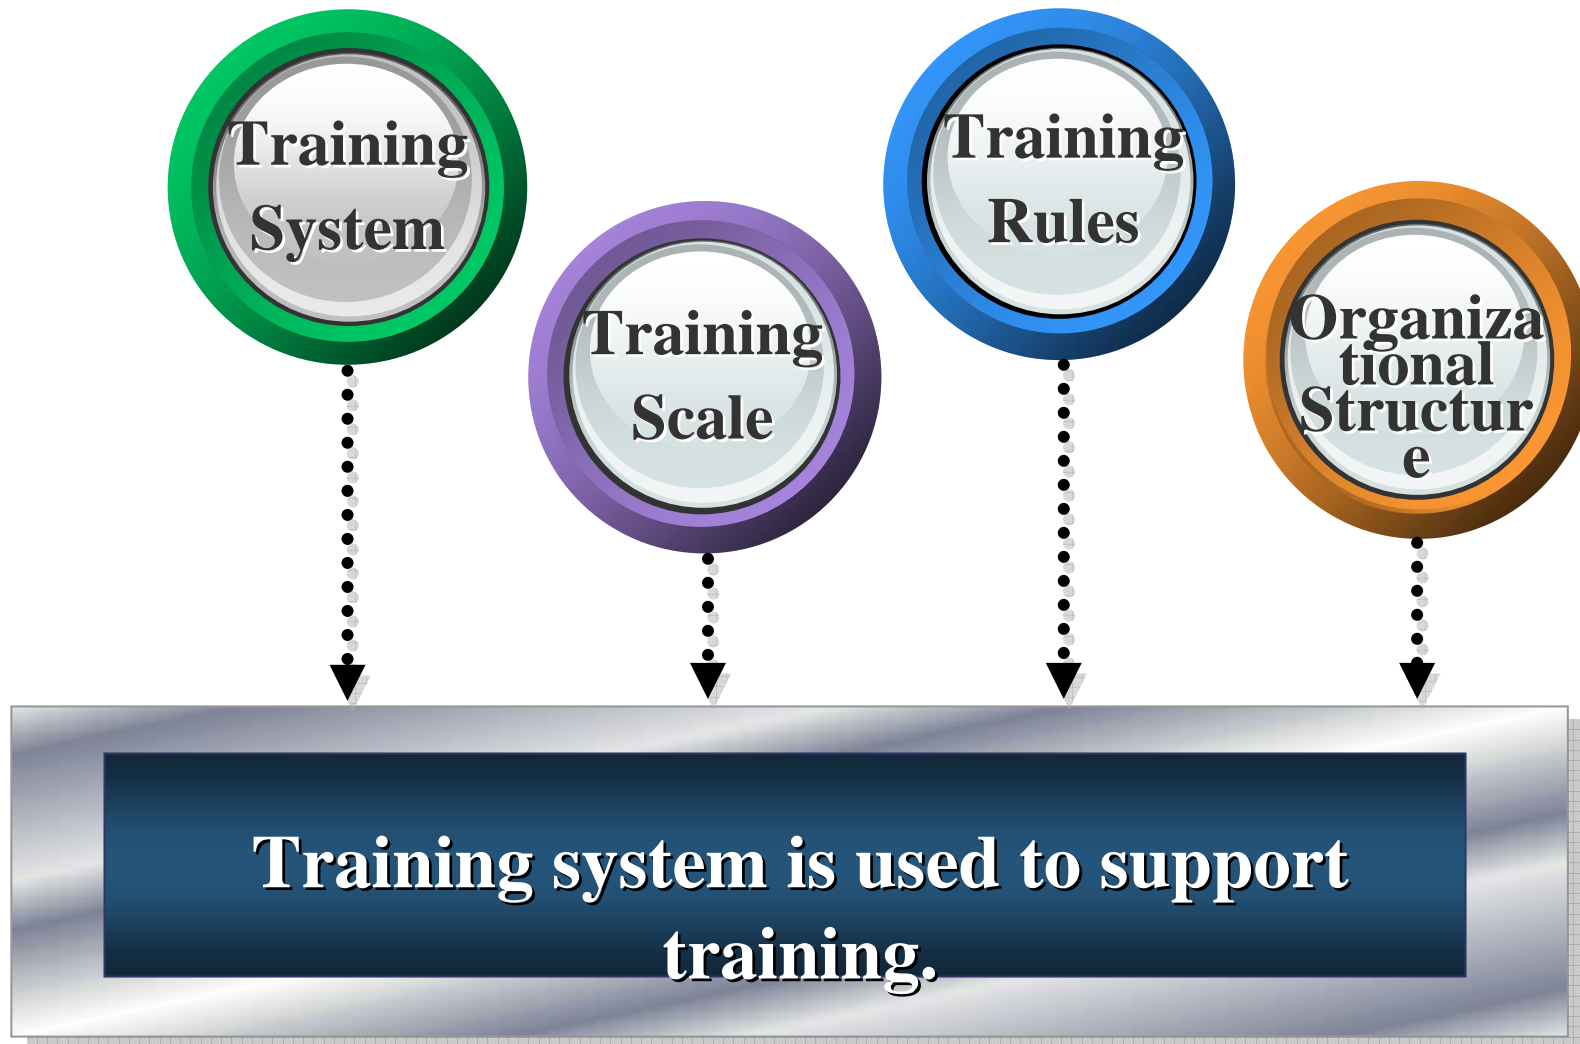 Training
System
Training
Scale
Training
Rules
Organiza
tional
Structur
e
Training system is used to support
training.